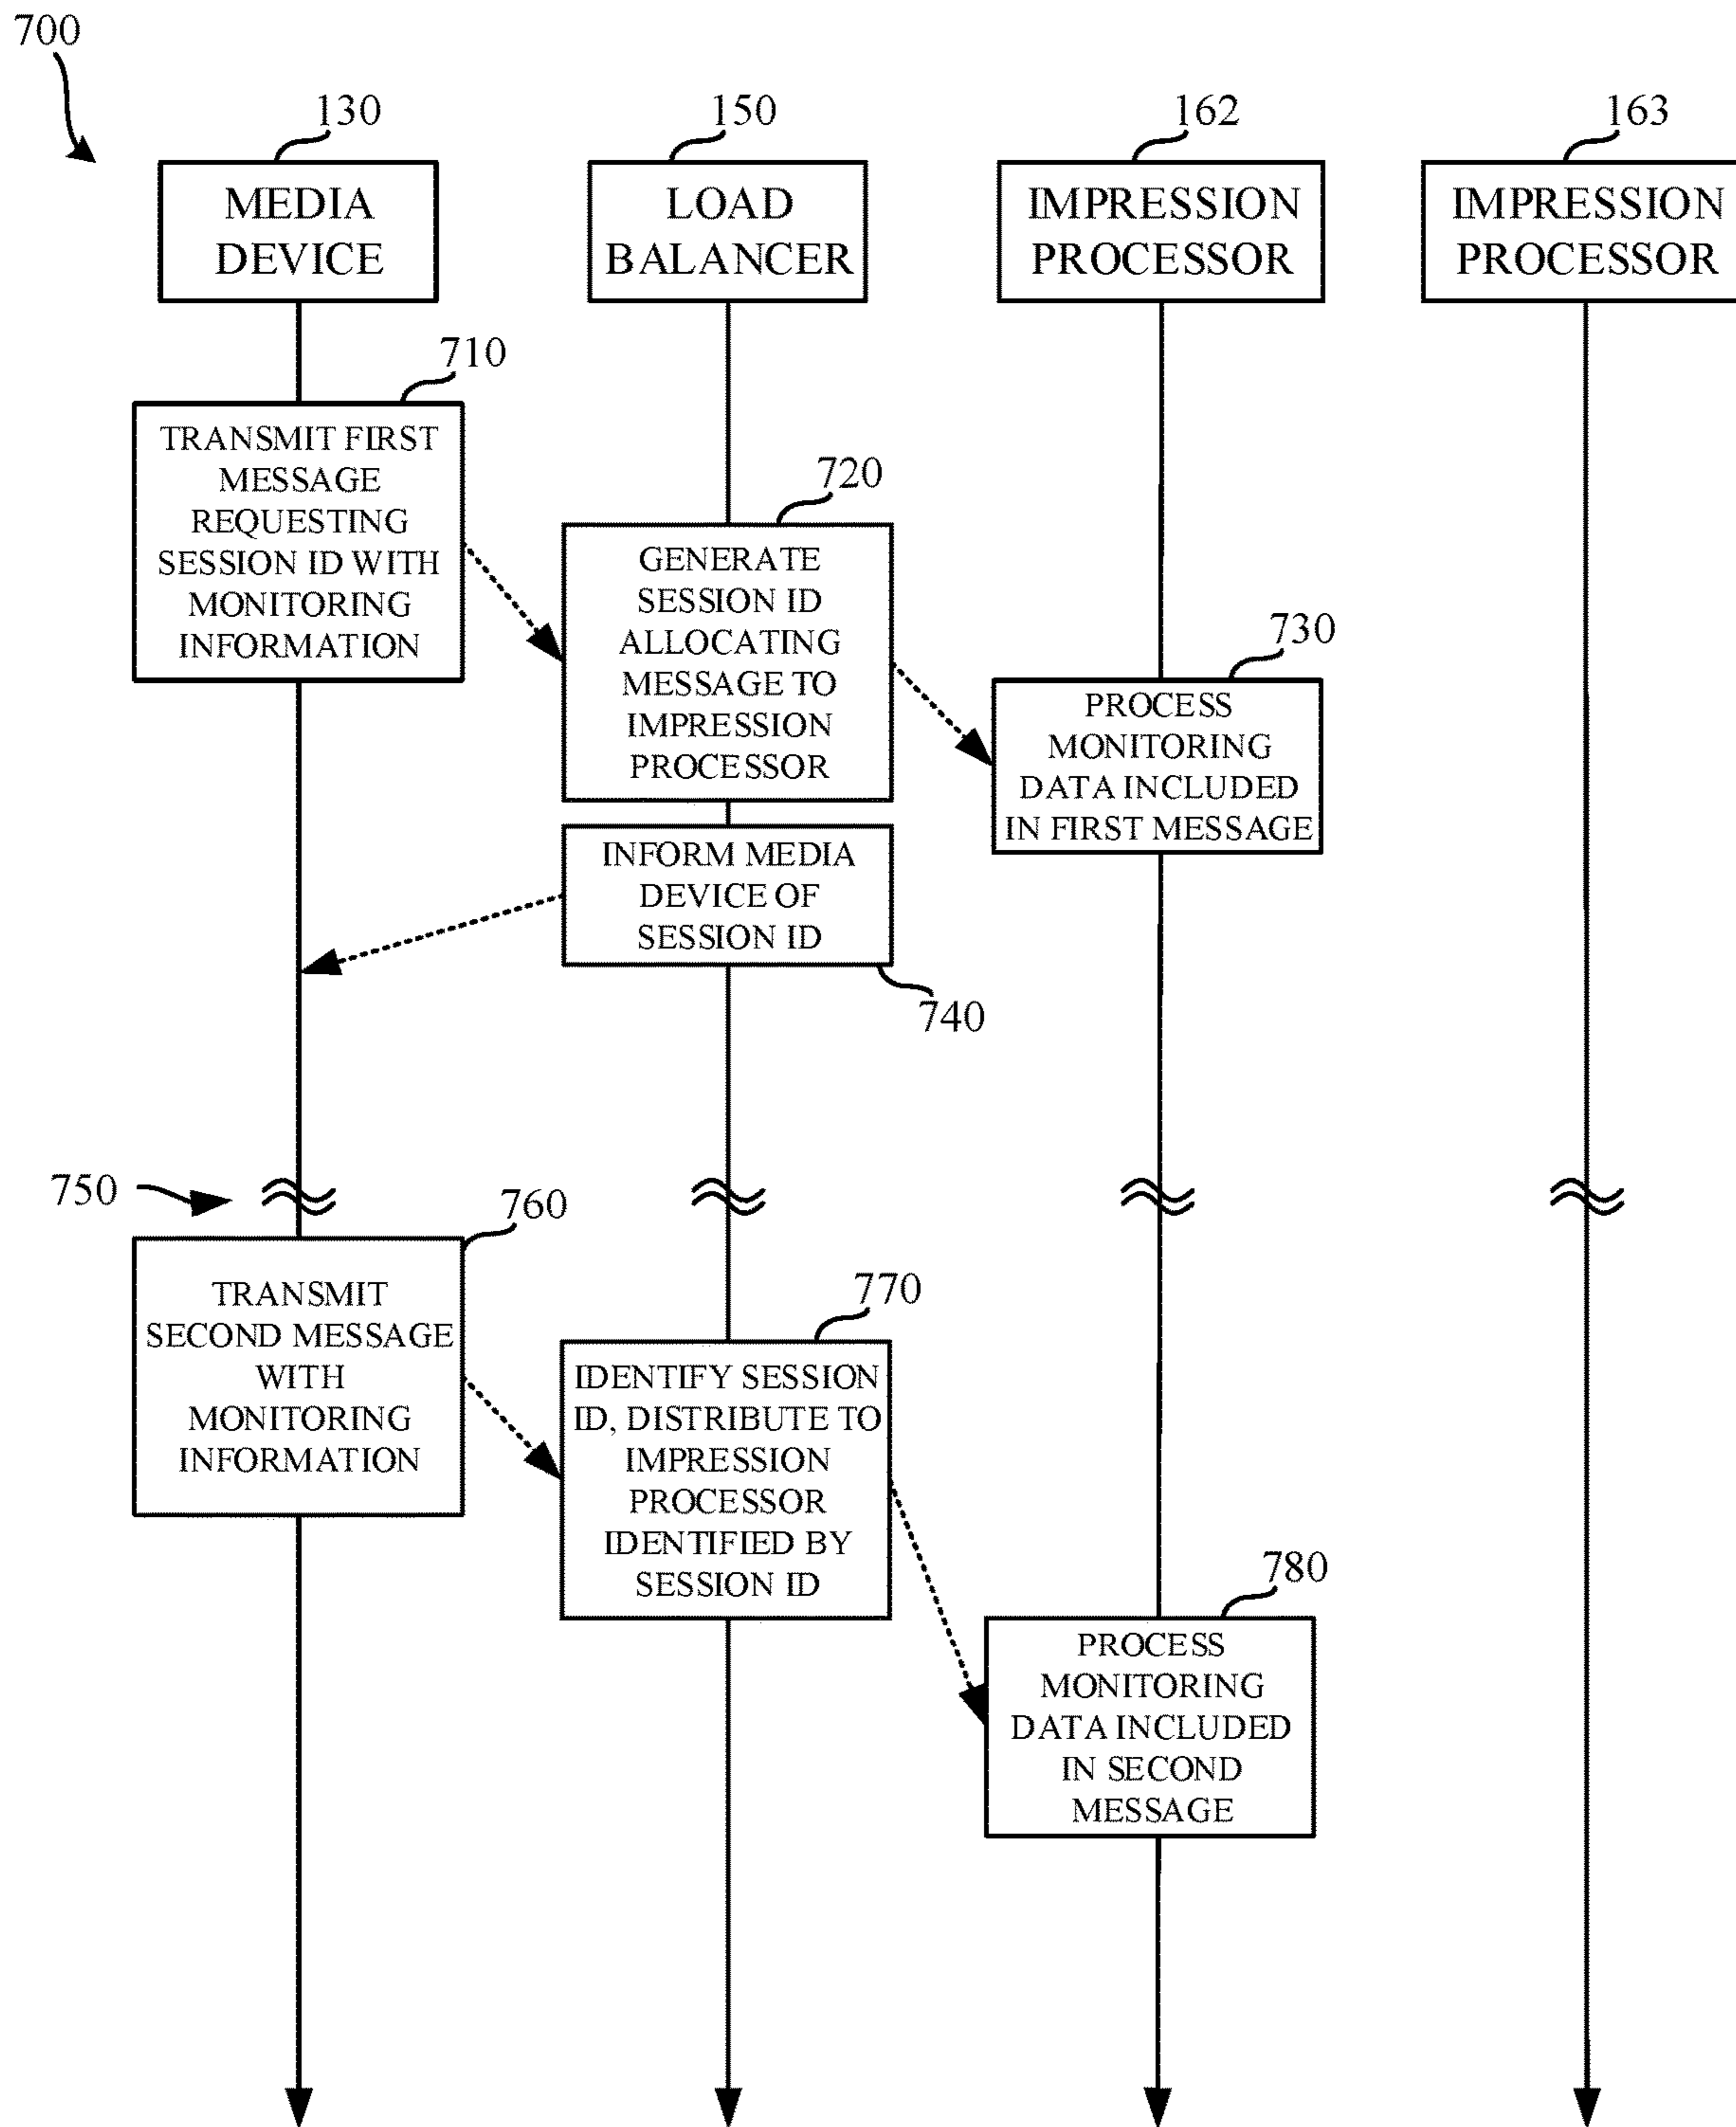 700
130
150
162
163
MEDIA
DEVICE
LOAD
BALANCER
IMPRESSION
PROCESSOR
IMPRESSION
PROCESSOR
710
TRANSMIT FIRST
MESSAGE
REQUESTING
SESSION ID WITH
MONITORING
INFORMATION
720
GENERATE
SESSION ID
ALLOCATING
MESSAGE TO
IMPRESSION
PROCESSOR
730
PROCESS
MONITORING
DATA INCLUDED
IN FIRST MESSAGE
INFORM MEDIA
DEVICE OF
SESSION ID
740
750
760
TRANSMIT
SECOND MESSAGE
WITH
MONITORING
INFORMATION
770
IDENTIFY SESSION
ID, DISTRIBUTE TO
IMPRESSION
PROCESSOR
IDENTIFIED BY
SESSION ID
780
PROCESS
MONITORING
DATA INCLUDED
IN SECOND
MESSAGE